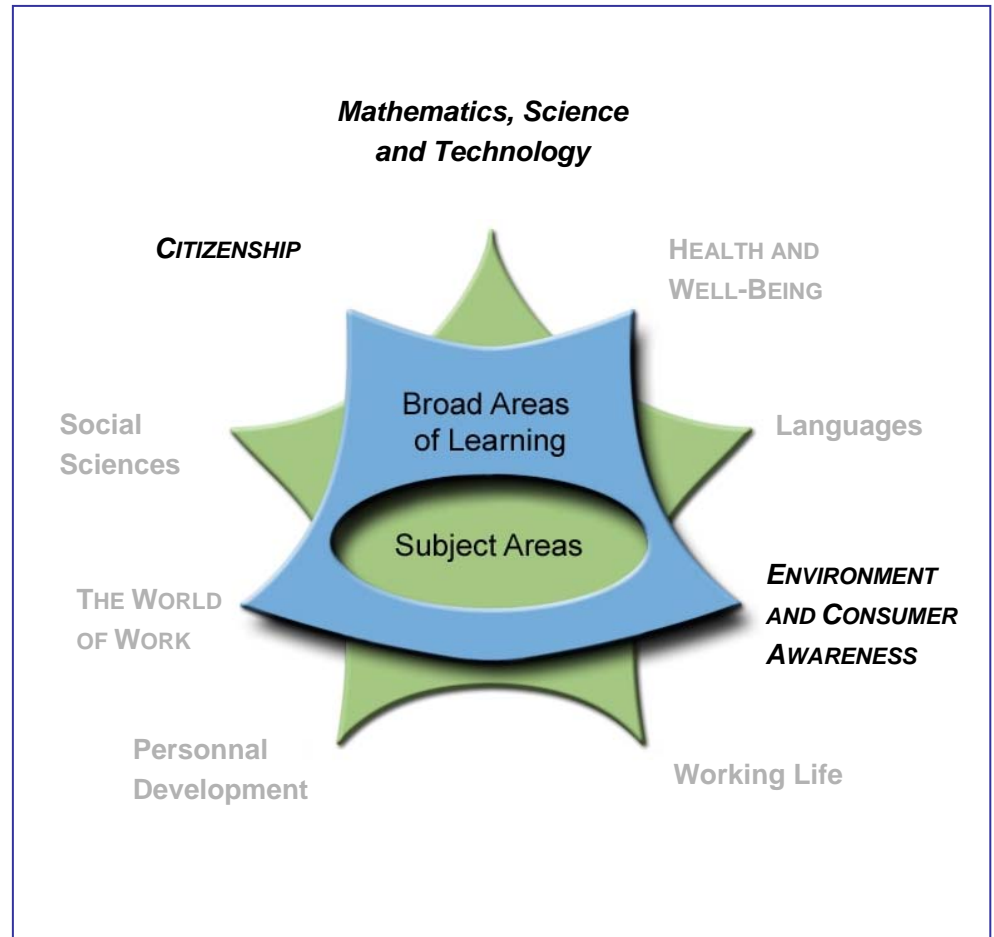 Mathematics, Science
and Technology
CITIZENSHIP
HEALTH AND
WELL-BEING
Broad Areas
of Learning
Social
Sciences
Languages
Subject Areas
ENVIRONMENT
AND CONSUMER
AWARENESS
THE WORLD
OF WORK
Personnal
Development
Working Life